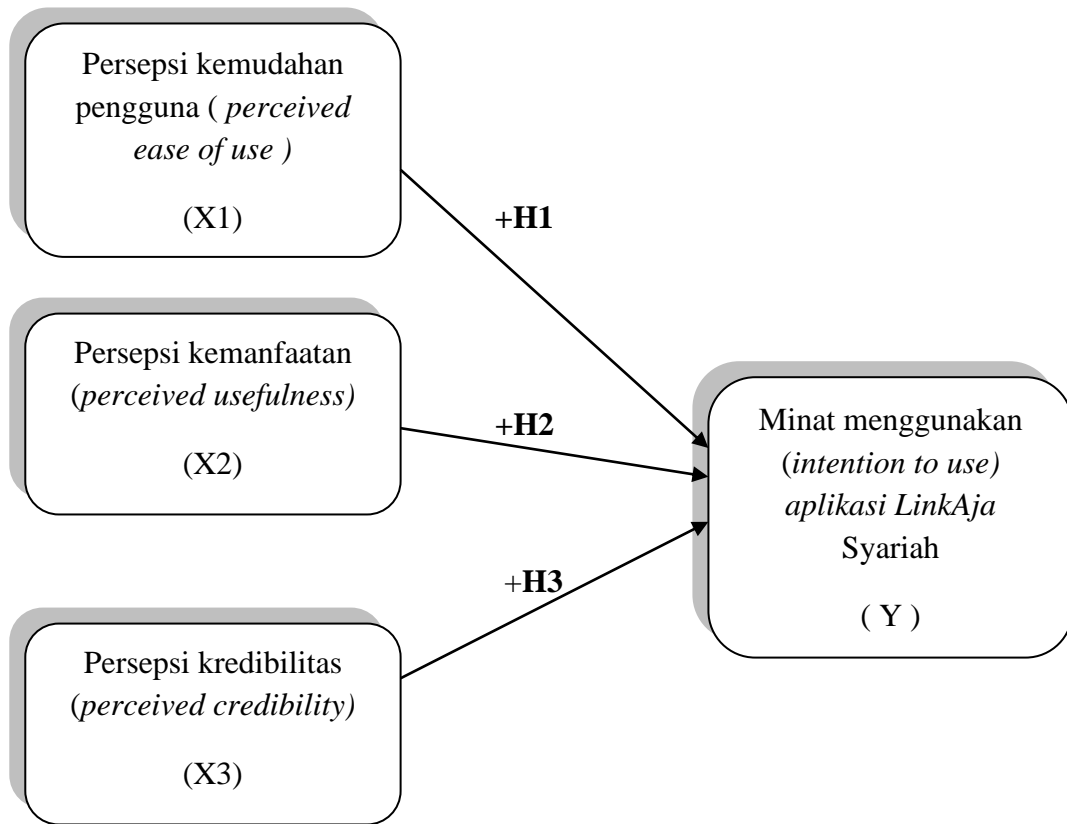 Persepsi kemudahan
pengguna ( perceived
ease of use )
(X1)
+H1
Persepsi kemanfaatan
(perceived usefulness)
(X2)
+H2
Minat menggunakan
(intention to use)
aplikasi LinkAja
Syariah
( Y )
+H3
Persepsi kredibilitas
(perceived credibility)
(X3)